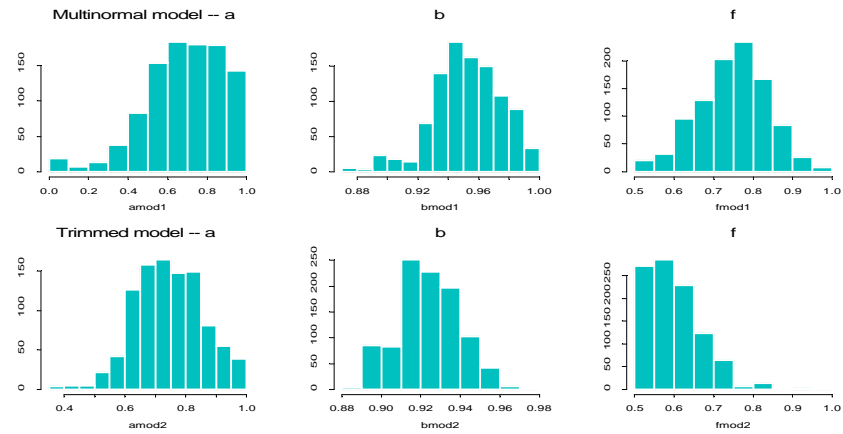 Multinormal model -- a
b
f
0 50 100 150
0.0 0.2 0.4 0.6 0.8 1.0
amod1
0 50 100 150
0.88 0.92 0.96 1.00
bmod1
0 50 100 150 200
0.5 0.6 0.7 0.8 0.9 1.0
fmod1
Trimmed model -- a
b
f
0 50 100 150
0.4 0.6 0.8 1.0
amod2
0 50 100 150 200 250
0.88 0.90 0.92 0.94 0.96 0.98
bmod2
0 50 100 150 200 250
0.5 0.6 0.7 0.8 0.9 1.0
fmod2